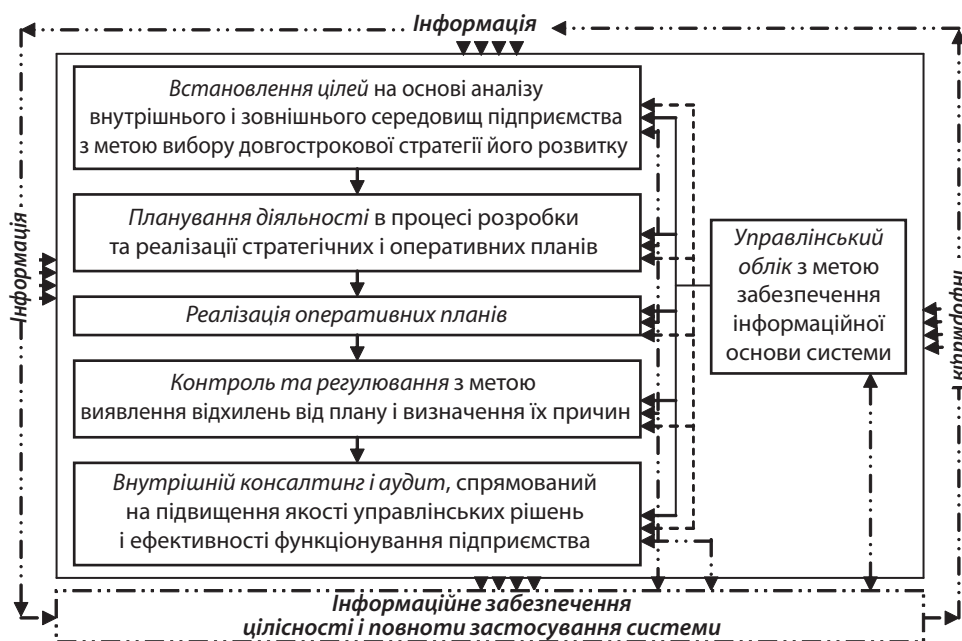 Інформація
Встановлення цілей на основі аналізу
внутрішнього і зовнішнього середовищ підприємства
з метою вибору довгострокової стратегії його розвитку
Планування діяльності в процесі розробки
та реалізації стратегічних і оперативних планів
Реалізація оперативних планів
Контроль та регулювання з метою
виявлення відхилень від плану і визначення їх причин
Внутрішній консалтинг і аудит, спрямований
на підвищення якості управлінських рішень
і ефективності функціонування підприємства
Управлінський
облік з метою
забезпечення
інформаційної
основи системи
Інформація
Інформація
Інформаційне забезпечення
цілісності і повноти застосування системи